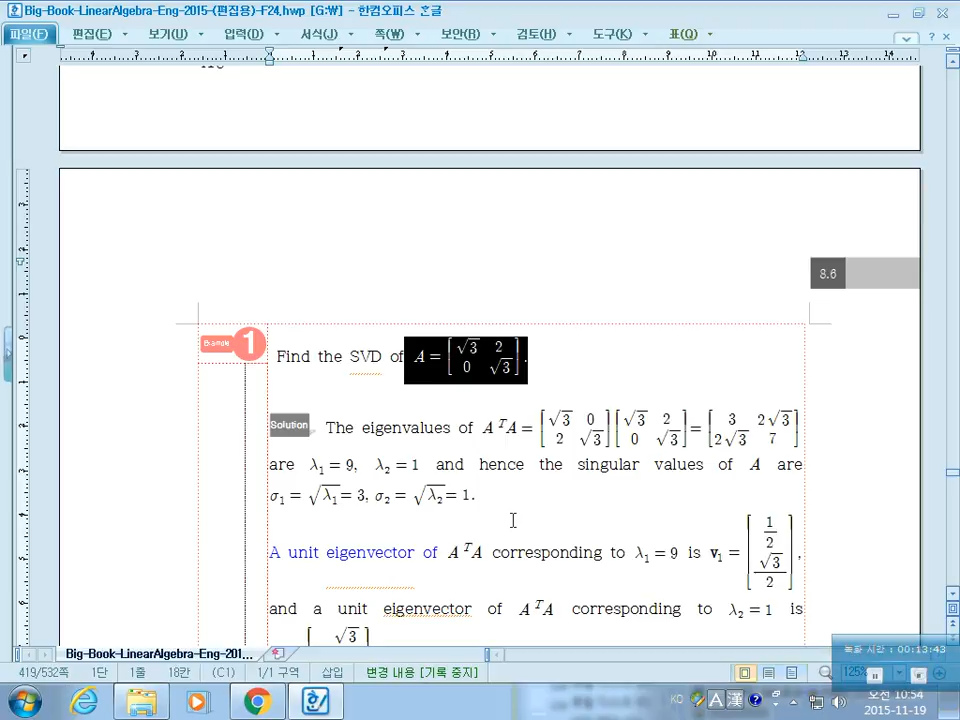 Big-Book-LinearAlgebra-Eng-2015-(편집용)-F24.hwp [G:\] - 한컴오피스 한글
파일(F) 편집(E) 보기(U) 입력(D) 서식(J) 쪽(W) 보안(R) 검토(H) 도구(K) 표(Q)
8.6
Example 1
Find the SVD of A = [√3 2; 0 √3].
Solution The eigenvalues of A^T A = [√3 0; 2 √3][√3 2; 0 √3] = [3 2√3; 2√3 7]
are λ₁ = 9, λ₂ = 1 and hence the singular values of A are
σ₁ = √λ₁ = 3, σ₂ = √λ₂ = 1.
A unit eigenvector of A^T A corresponding to λ₁ = 9 is v₁ = [1/2; √3/2],
and a unit eigenvector of A^T A corresponding to λ₂ = 1 is
√3
Big-Book-LinearAlgebra-Eng-201...
419/532쪽 1단 1줄 18칸 (C1) 1/1 구역 삽입 변경 내용 [기록 중지] 125%
녹화 시간 : 00:13:43
KO A 漢
오전 10:54
2015-11-19